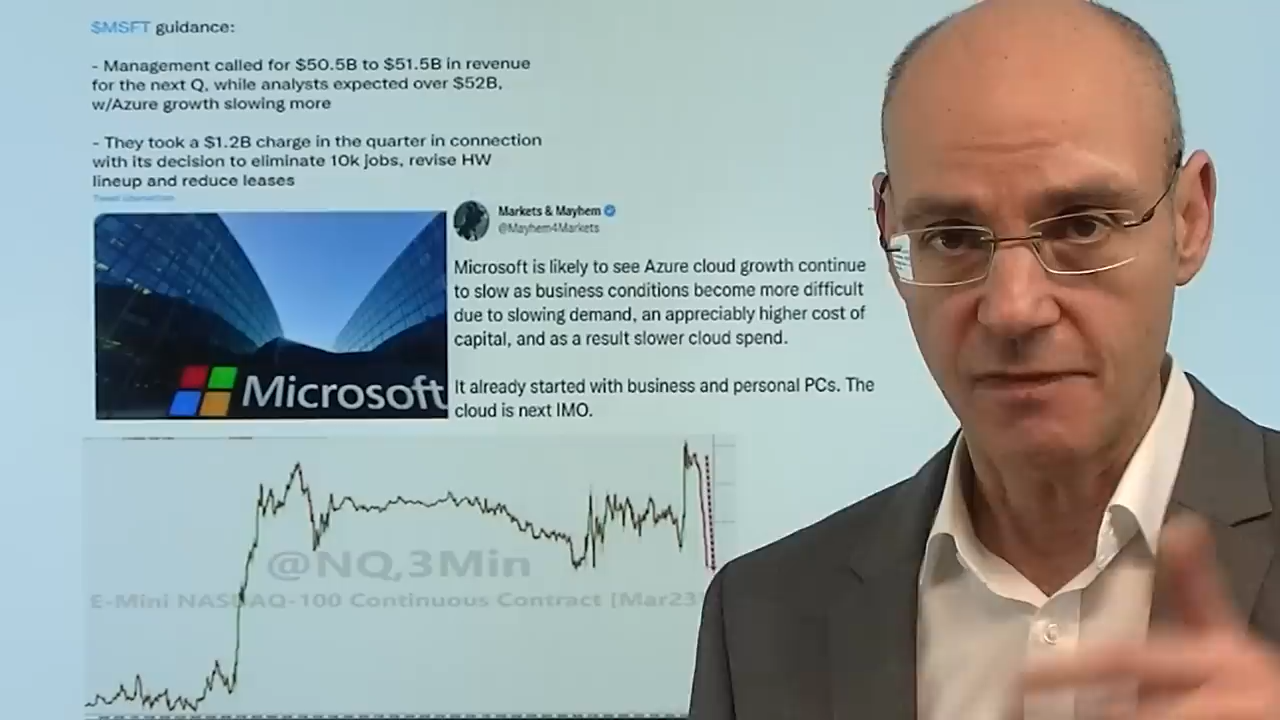 $MSFT guidance:
- Management called for $50.5B to $51.5B in revenue
for the next Q, while analysts expected over $52B,
w/Azure growth slowing more
- They took a $1.2B charge in the quarter in connection
with its decision to eliminate 10k jobs, revise HW
lineup and reduce leases
Tweet übersetzen
Markets & Mayhem
@Mayhem4Markets
Microsoft is likely to see Azure cloud growth continue
to slow as business conditions become more difficult
due to slowing demand, an appreciably higher cost of
capital, and as a result slower cloud spend.
It already started with business and personal PCs. The
cloud is next IMO.
Microsoft
@NQ,3Min
E-Mini NASDAQ-100 Continuous Contract [Mar23